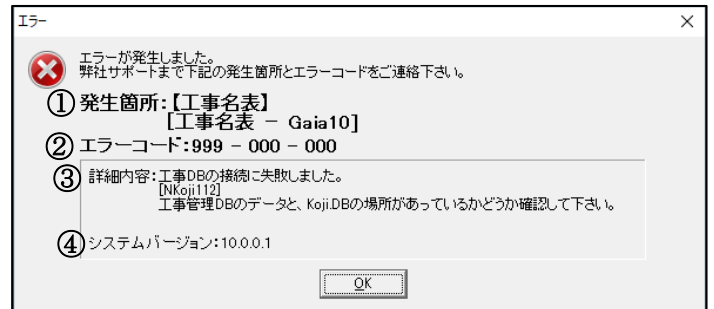 エラー
エラーが発生しました。
弊社サポートまで下記の発生箇所とエラーコードをご連絡下さい。
①発生箇所:【工事名表】
[工事名表 － Gaia10]
②エラーコード:999 － 000 － 000
③詳細内容:工事DBの接続に失敗しました。
[NKoji112]
工事管理DBのデータと、Koji.DBの場所があっているかどうか確認して下さい。
④システムバージョン:10.0.0.1
OK